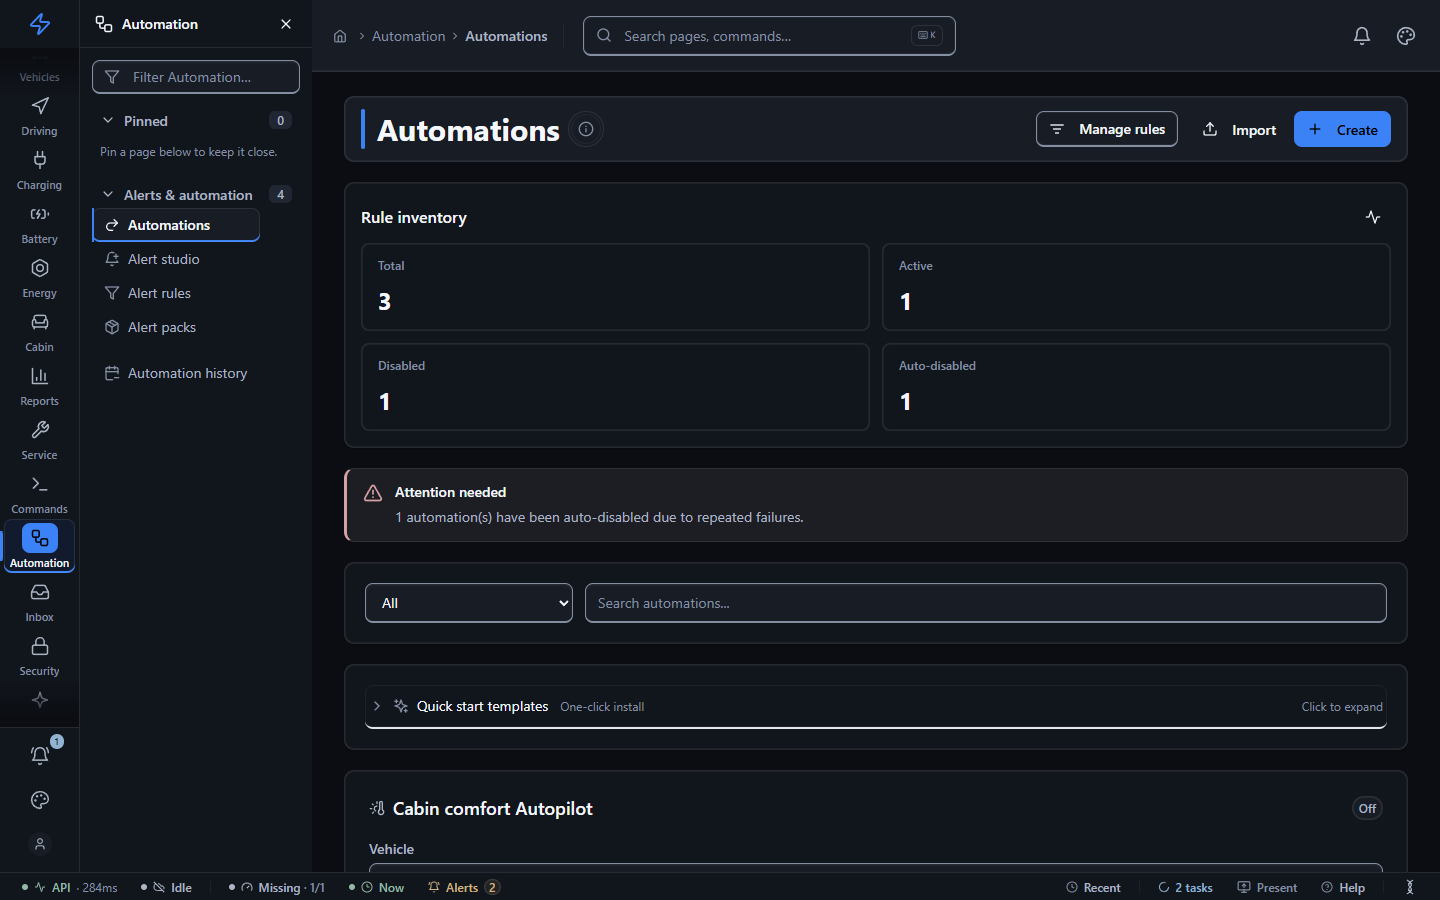 Automation
Automation
Automations
Search pages, commands...
K
Vehicles
Driving
Charging
Battery
Energy
Cabin
Reports
Service
Commands
Automation
Inbox
Security
1
Filter Automation...
Pinned
0
Pin a page below to keep it close.
Alerts & automation
4
Automations
Alert studio
Alert rules
Alert packs
Automation history
Automations
Manage rules
Import
Create
Rule inventory
Total
3
Active
1
Disabled
1
Auto-disabled
1
Attention needed
1 automation(s) have been auto-disabled due to repeated failures.
All
Search automations...
Quick start templates
One-click install
Click to expand
Cabin comfort Autopilot
Off
Vehicle
API · 284ms
Idle
Missing · 1/1
Now
Alerts 2
Recent
2 tasks
Present
Help